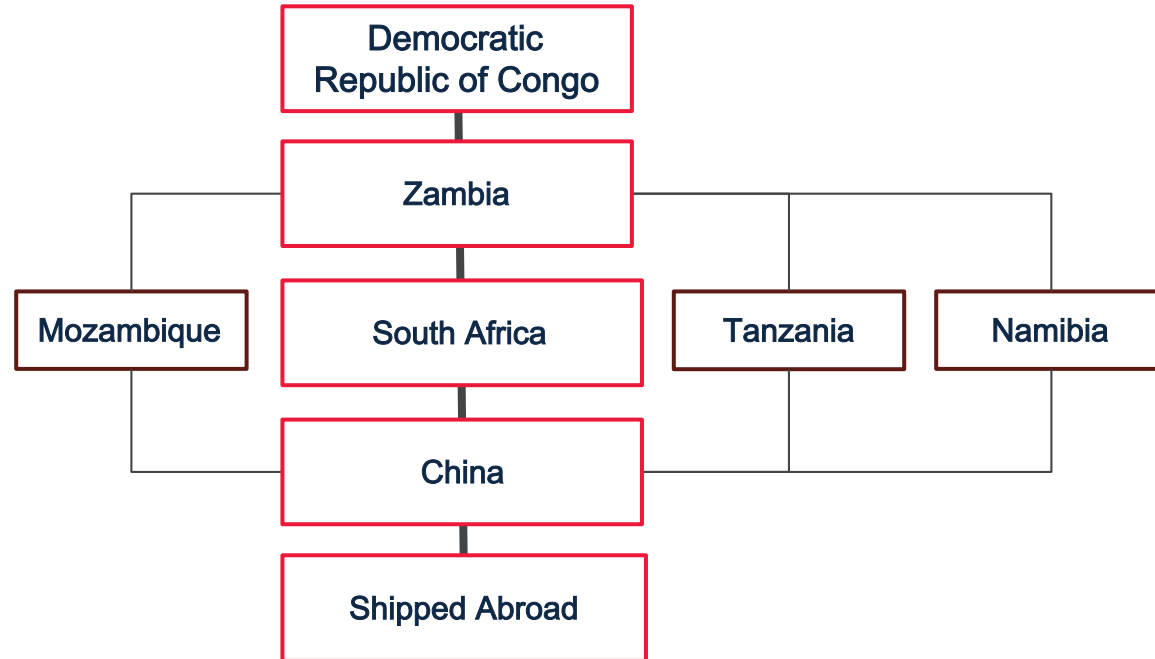 Democratic
Republic of Congo
Zambia
Mozambique
South Africa
Tanzania
Namibia
China
Shipped Abroad